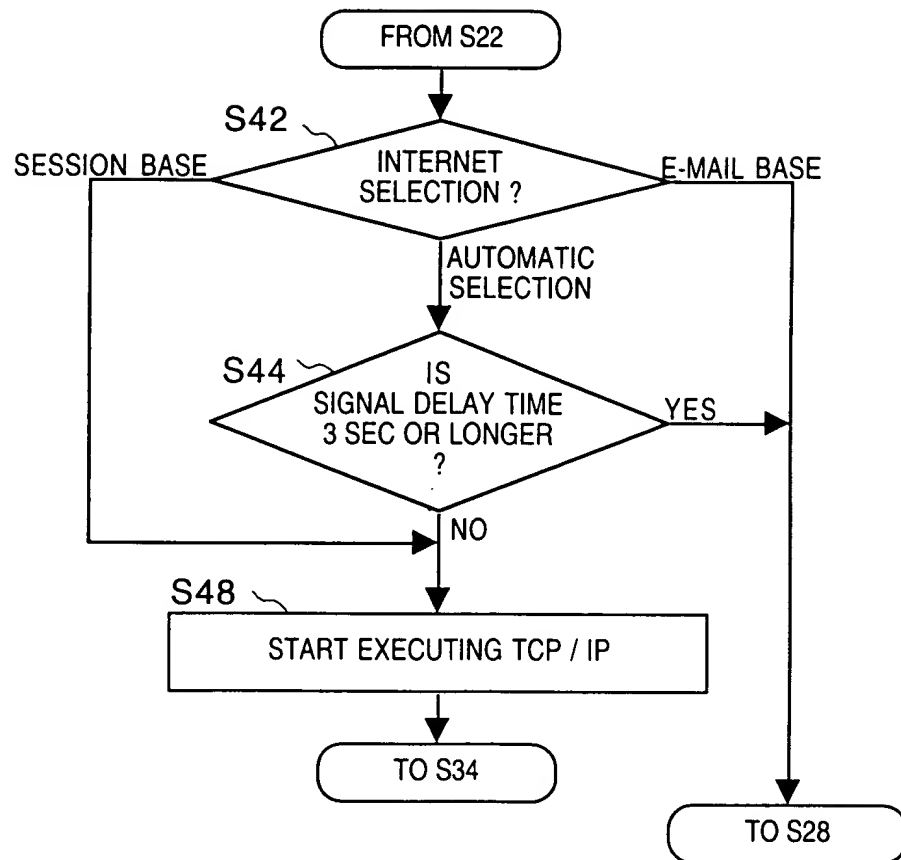 FROM S22
S42
SESSION BASE
INTERNET
SELECTION ?
E-MAIL BASE
AUTOMATIC
SELECTION
S44
IS
SIGNAL DELAY TIME
3 SEC OR LONGER
?
YES
NO
S48
START EXECUTING TCP / IP
TO S34
TO S28